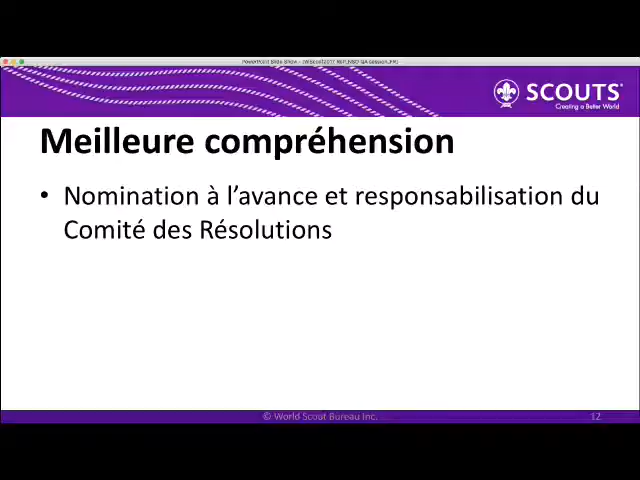 SCOUTS
Creating a Better World
Meilleure compréhension
• Nomination à l’avance et responsabilisation du
Comité des Résolutions
© World Scout Bureau Inc.
12